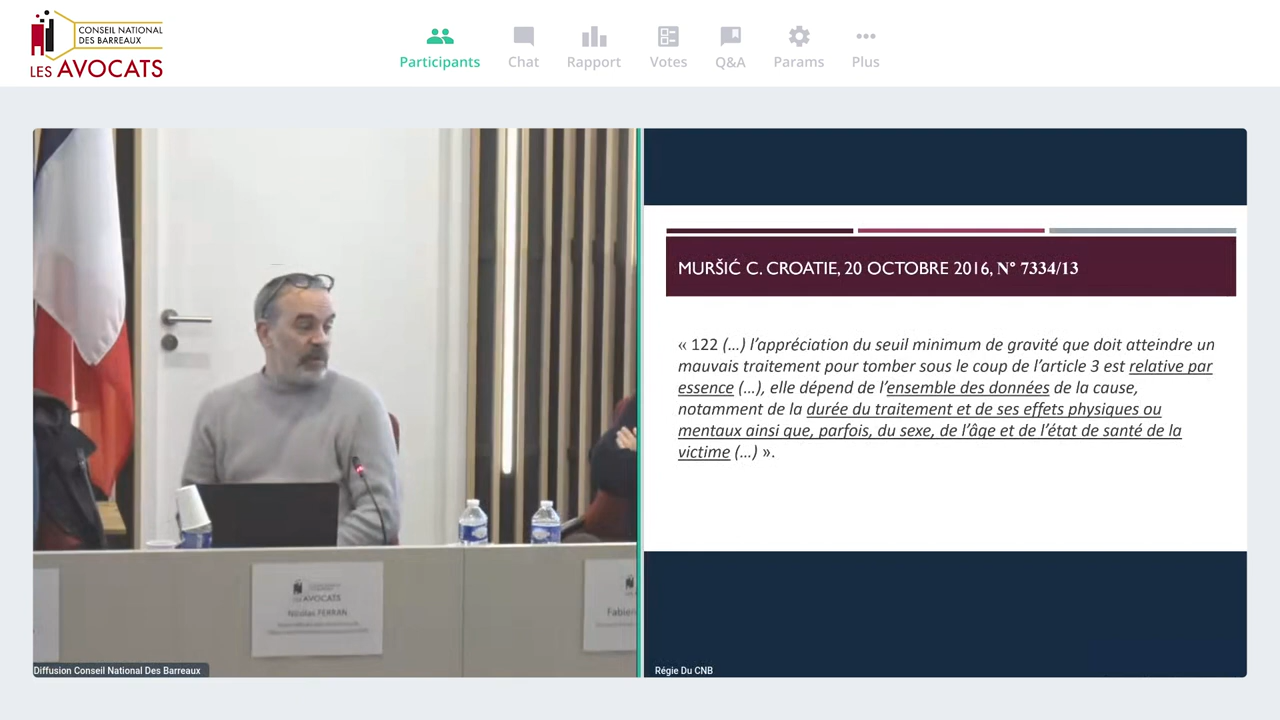 CONSEIL NATIONAL
DES BARREAUX
LES AVOCATS
Participants
Chat
Rapport
Votes
Q&A
Params
Plus
MURŠIĆ C. CROATIE, 20 OCTOBRE 2016, N° 7334/13
« 122 (…) l’appréciation du seuil minimum de gravité que doit atteindre un
mauvais traitement pour tomber sous le coup de l’article 3 est relative par
essence (…), elle dépend de l’ensemble des données de la cause,
notamment de la durée du traitement et de ses effets physiques ou
mentaux ainsi que, parfois, du sexe, de l’âge et de l’état de santé de la
victime (…) ».
LES AVOCATS
Nicolas FERRAN
Fabien
Diffusion Conseil National Des Barreaux
Régie Du CNB